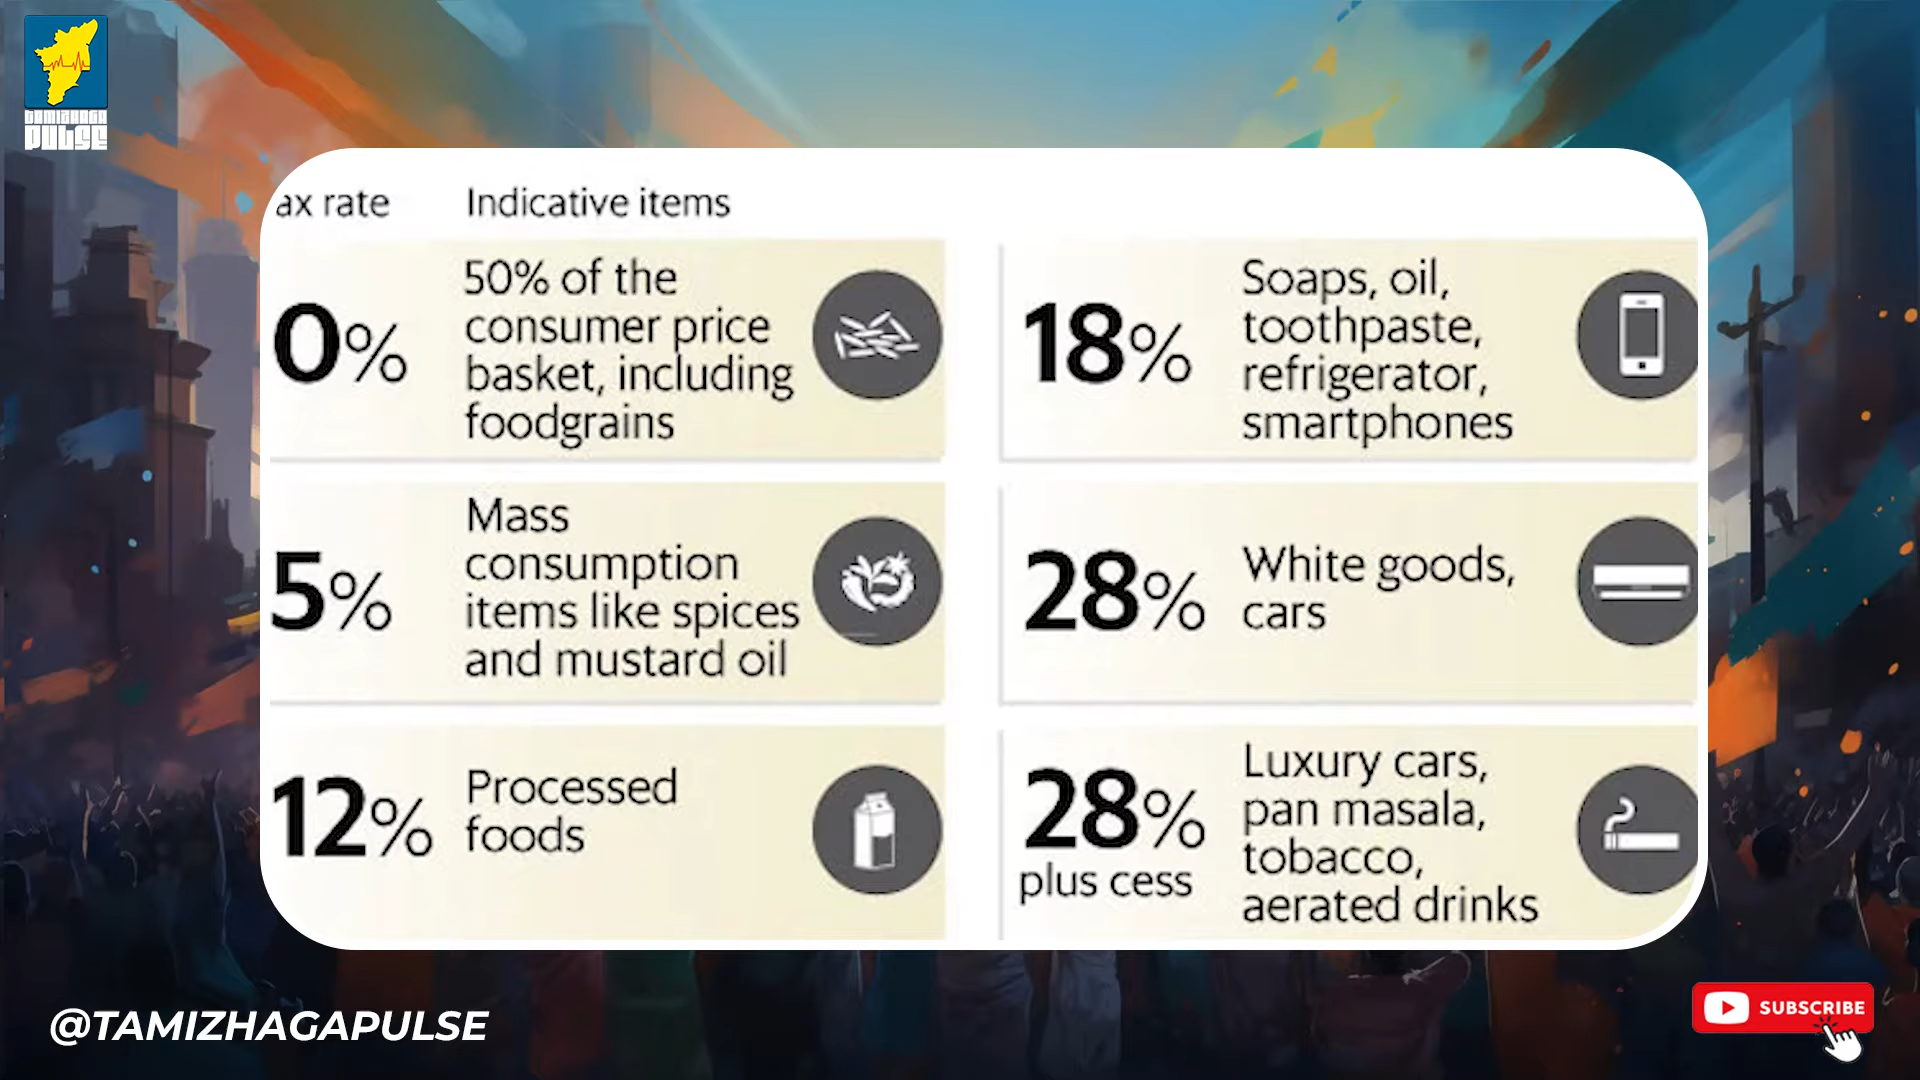 TAMIZHAGA
PULSE
ax rate
Indicative items
0%
50% of the
consumer price
basket, including
foodgrains
5%
Mass
consumption
items like spices
and mustard oil
12%
Processed
foods
18%
Soaps, oil,
toothpaste,
refrigerator,
smartphones
28%
White goods,
cars
28%
plus cess
Luxury cars,
pan masala,
tobacco,
aerated drinks
@TAMIZHAGAPULSE
SUBSCRIBE